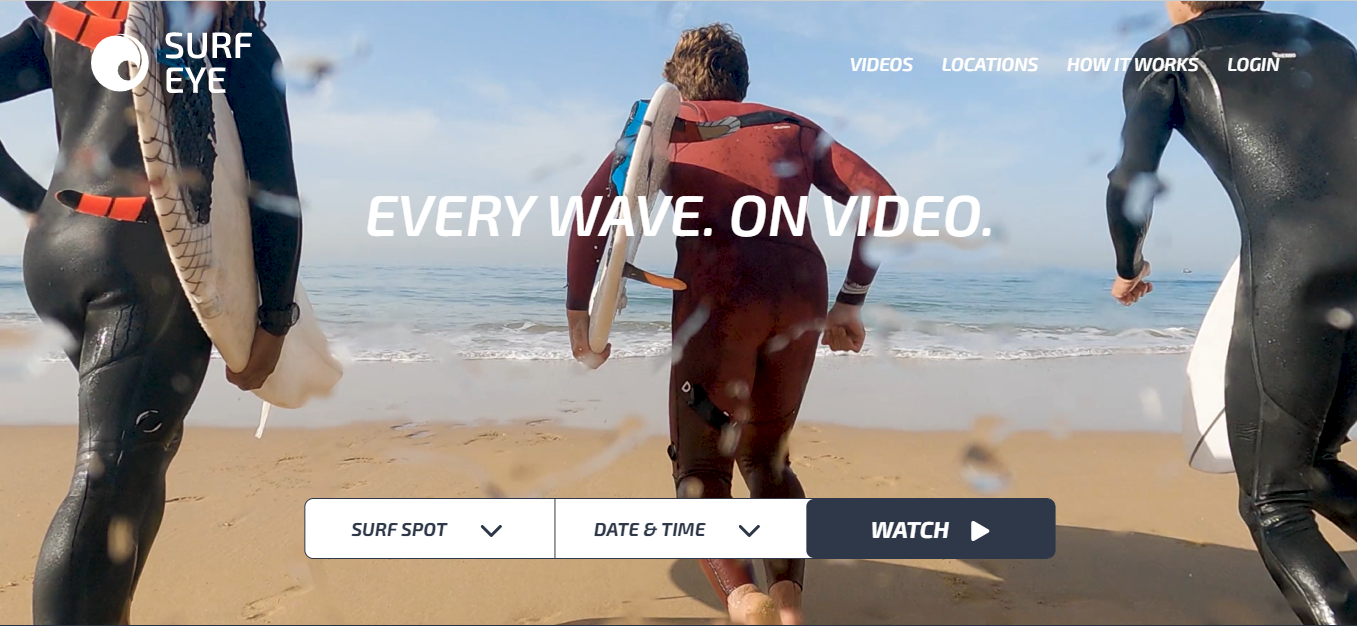 SURF
EYE
VIDEOS LOCATIONS HOW IT WORKS LOGIN
EVERY WAVE. ON VIDEO.
SURF SPOT DATE & TIME WATCH